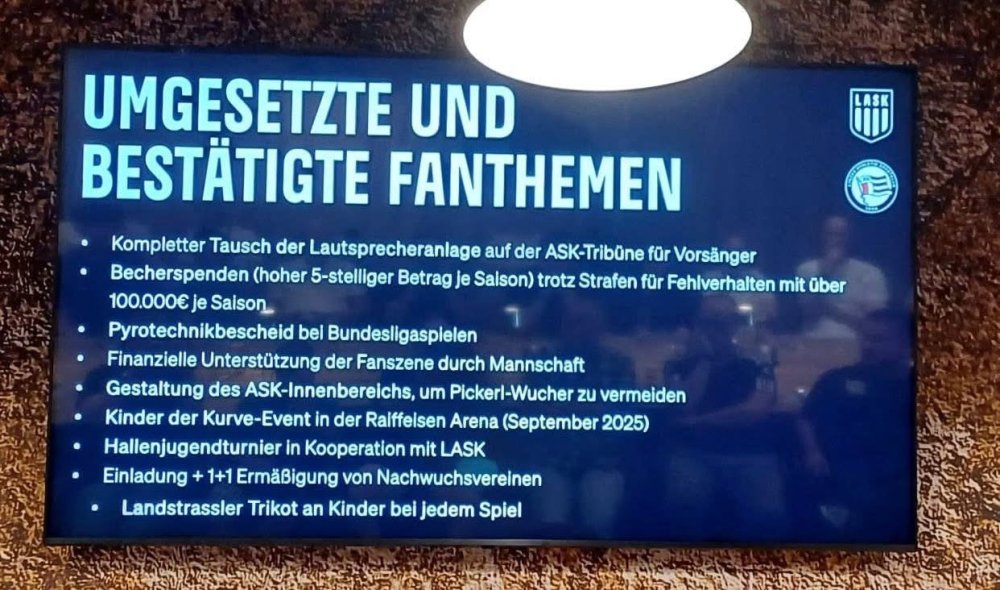 UMGESETZTE UND
BESTÄTIGTE FANTHEMEN
LASK
• Kompletter Tausch der Lautsprecheranlage auf der ASK-Tribüne für Vorsänger
• Becherspenden (hoher 5-stelliger Betrag je Saison) trotz Strafen für Fehlverhalten mit über
100.000€ je Saison
• Pyrotechnikbescheid bei Bundesligaspielen
• Finanzielle Unterstützung der Fanszene durch Mannschaft
• Gestaltung des ASK-Innenbereichs, um Pickerl-Wucher zu vermeiden
• Kinder der Kurve-Event in der Raiffeisen Arena (September 2025)
• Hallenjugendturnier in Kooperation mit LASK
• Einladung + 1+1 Ermäßigung von Nachwuchsvereinen
• Landstrassler Trikot an Kinder bei jedem Spiel